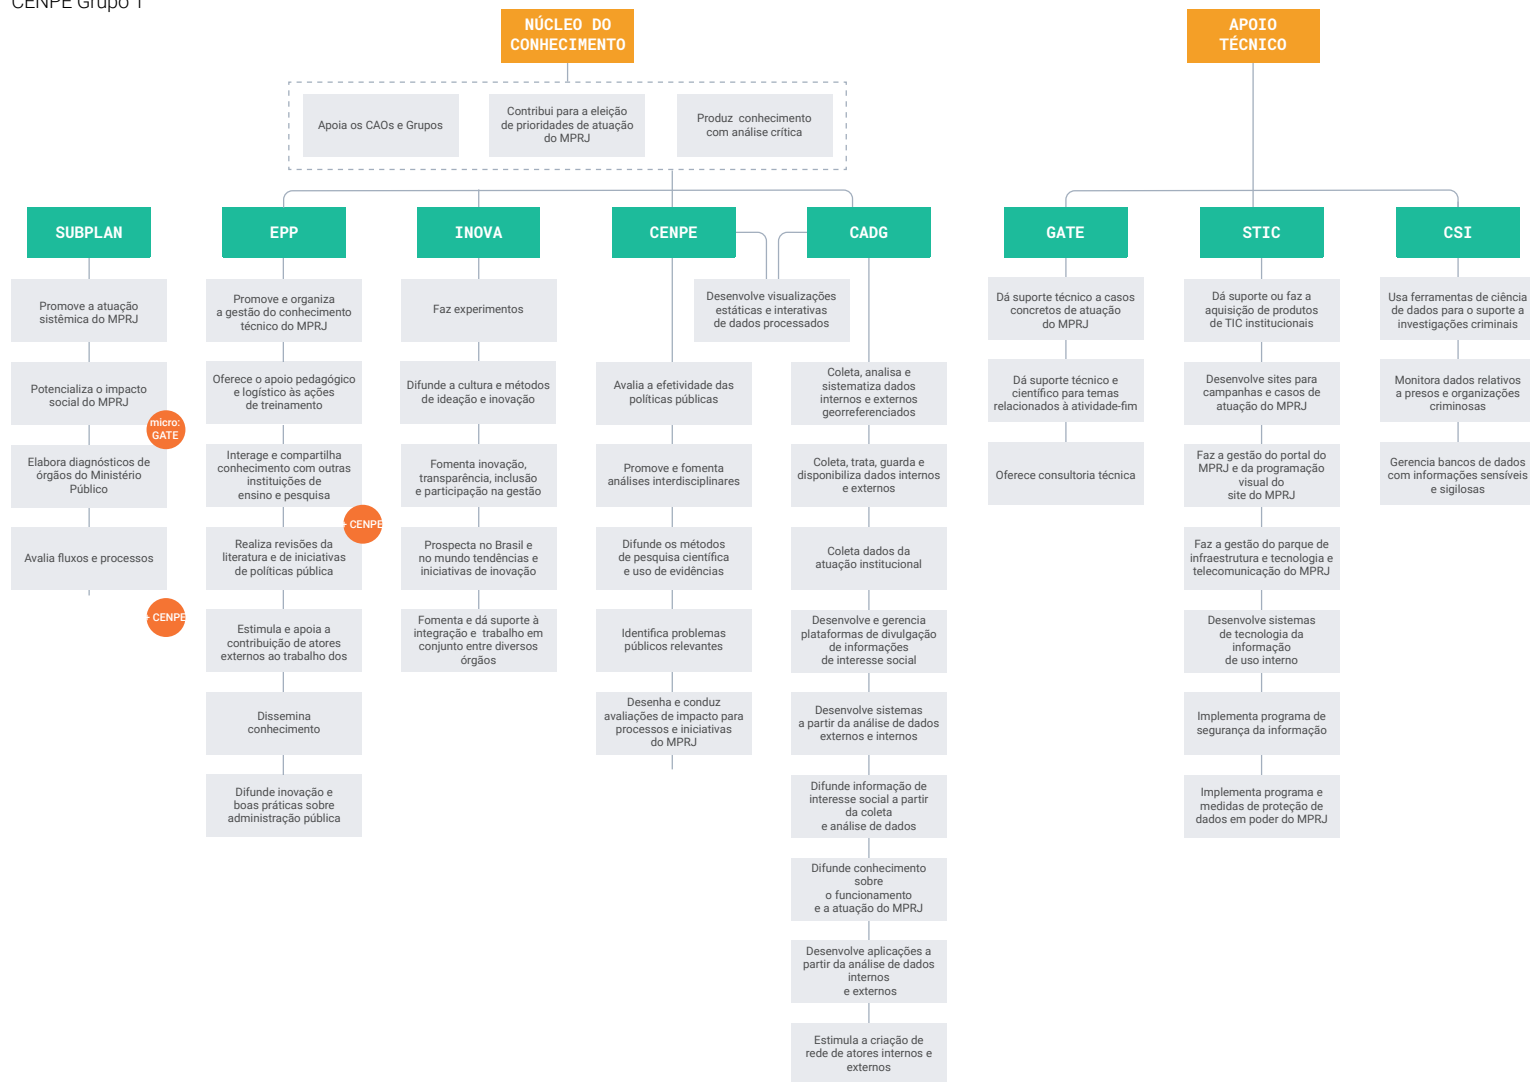 CENPE Grupo 1
NÚCLEO DO
CONHECIMENTO
APOIO
TÉCNICO
Apoia os CAOs e Grupos
Contribui para a eleição
de prioridades de atuação
do MPRJ
Produz conhecimento
com análise crítica
SUBPLAN
EPP
INOVA
CENPE
CADG
GATE
STIC
CSI
Promove a atuação
sistêmica do MPRJ
Potencializa o impacto
social do MPRJ
micro:
GATE
Elabora diagnósticos de
órgãos do Ministério
Público
Avalia fluxos e processos
+ CENPE
Promove e organiza
a gestão do conhecimento
técnico do MPRJ
Oferece o apoio pedagógico
e logístico às ações
de treinamento
Interage e compartilha
conhecimento com outras
instituições de
ensino e pesquisa
+ CENPE
Realiza revisões da
literatura e de iniciativas
de políticas pública
Estimula e apoia a
contribuição de atores
externos ao trabalho dos
Dissemina
conhecimento
Difunde inovação e
boas práticas sobre
administração pública
Faz experimentos
Difunde a cultura e métodos
de ideação e inovação
Fomenta inovação,
transparência, inclusão
e participação na gestão
Prospecta no Brasil e
no mundo tendências e
iniciativas de inovação
Fomenta e dá suporte à
integração e trabalho em
conjunto entre diversos
órgãos
Desenvolve visualizações
estáticas e interativas
de dados processados
Avalia a efetividade das
políticas públicas
Promove e fomenta
análises interdisciplinares
Difunde os métodos
de pesquisa científica
e uso de evidências
Identifica problemas
públicos relevantes
Desenha e conduz
avaliações de impacto para
processos e iniciativas
do MPRJ
Coleta, analisa e
sistematiza dados
internos e externos
georreferenciados
Coleta, trata, guarda e
disponibiliza dados internos
e externos
Coleta dados da
atuação institucional
Desenvolve e gerencia
plataformas de divulgação
de informações
de interesse social
Desenvolve sistemas
a partir da análise de dados
externos e internos
Difunde informação de
interesse social a partir
da coleta
e análise de dados
Difunde conhecimento
sobre
o funcionamento
e a atuação do MPRJ
Desenvolve aplicações a
partir da análise de dados
internos
e externos
Estimula a criação de
rede de atores internos e
externos
Dá suporte técnico a casos
concretos de atuação
do MPRJ
Dá suporte técnico e
científico para temas
relacionados à atividade-fim
Oferece consultoria técnica
Dá suporte ou faz a
aquisição de produtos
de TIC institucionais
Desenvolve sites para
campanhas e casos de
atuação do MPRJ
Faz a gestão do portal do
MPRJ e da programação
visual do
site do MPRJ
Faz a gestão do parque de
infraestrutura e tecnologia e
telecomunicação do MPRJ
Desenvolve sistemas
de tecnologia da
informação
de uso interno
Implementa programa de
segurança da informação
Implementa programa e
medidas de proteção de
dados em poder do MPRJ
Usa ferramentas de ciência
de dados para o suporte a
investigações criminais
Monitora dados relativos
a presos e organizações
criminosas
Gerencia bancos de dados
com informações sensíveis
e sigilosas